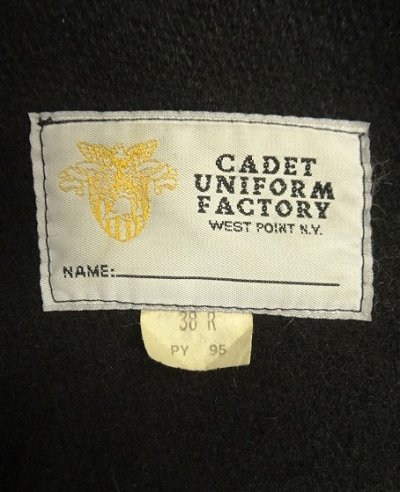 CADET
UNIFORM
FACTORY
WEST POINT N.Y.
NAME:
38 R
PY 95